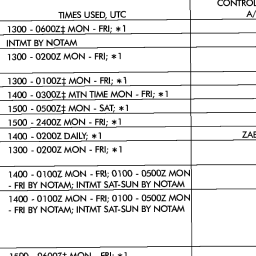 CONTROL
TIMES USED, UTC
A/
1300 - 0600Z‡ MON - FRI; *1
INTMT BY NOTAM
1300 - 0200Z MON - FRI; *1
1300 - 0100Z‡ MON - FRI; *1
1400 - 0300Z‡ MTN TIME MON - FRI; *1
1500 - 0500Z‡ MON - SAT; *1
1500 - 2400Z MON - FRI; *1
1400 - 0200Z DAILY; *1
ZAB
1300 - 0200Z MON - FRI; *1
1400 - 0100Z MON - FRI; 0100 - 0500Z MON
- FRI BY NOTAM; INTMT SAT-SUN BY NOTAM
1400 - 0100Z MON - FRI; 0100 - 0500Z MON
- FRI BY NOTAM; INTMT SAT-SUN BY NOTAM
1500 - 0600Z‡ MON - FRI; *1